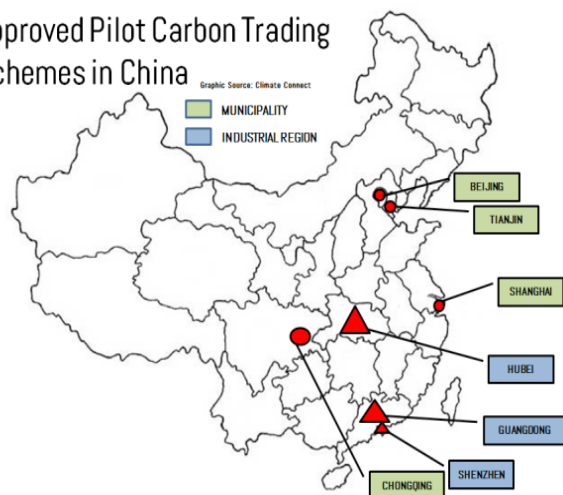 pproved Pilot Carbon Trading
chemes in China
Graphic Source: Climate Connect
MUNICIPALITY
INDUSTRIAL REGION
BEIJING
TIANJIN
SHANGHAI
HUBEI
GUANGDONG
SHENZHEN
CHONGQING